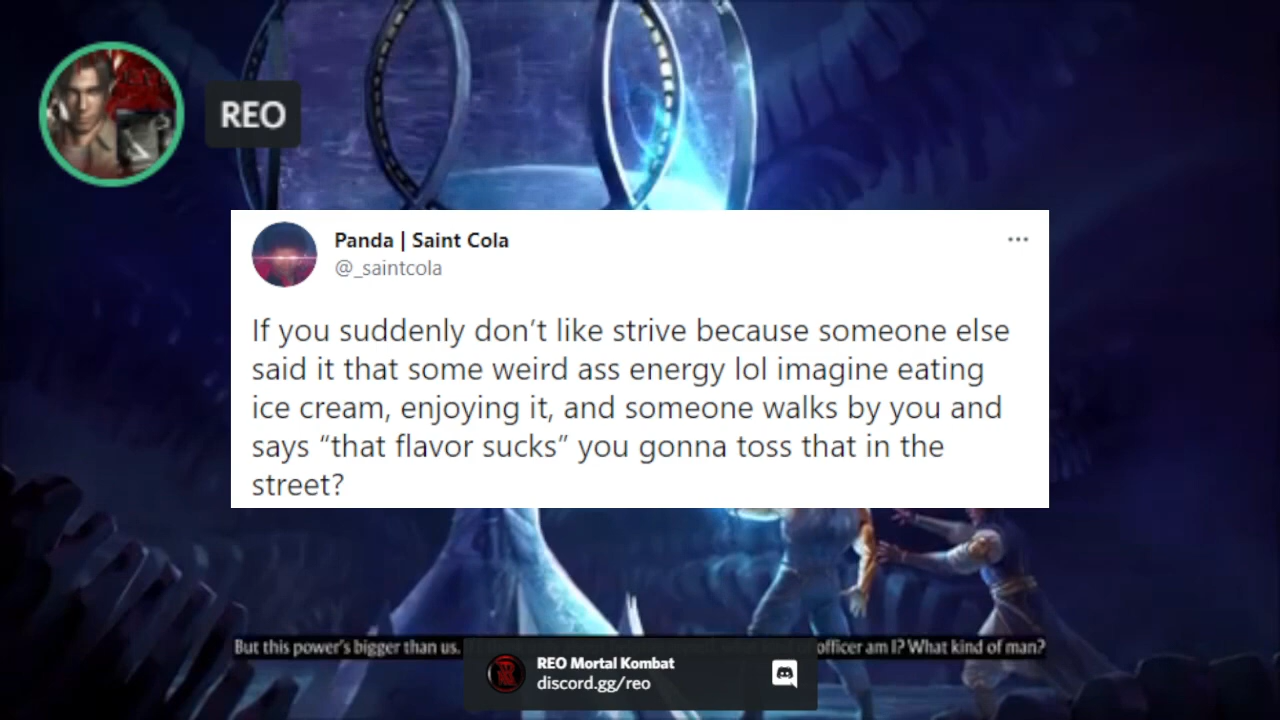 REO
Panda | Saint Cola
@_saintcola
If you suddenly don’t like strive because someone else
said it that some weird ass energy lol imagine eating
ice cream, enjoying it, and someone walks by you and
says “that flavor sucks” you gonna toss that in the
street?
But this power's bigger than us.
officer am I? What kind of man?
REO Mortal Kombat
discord.gg/reo